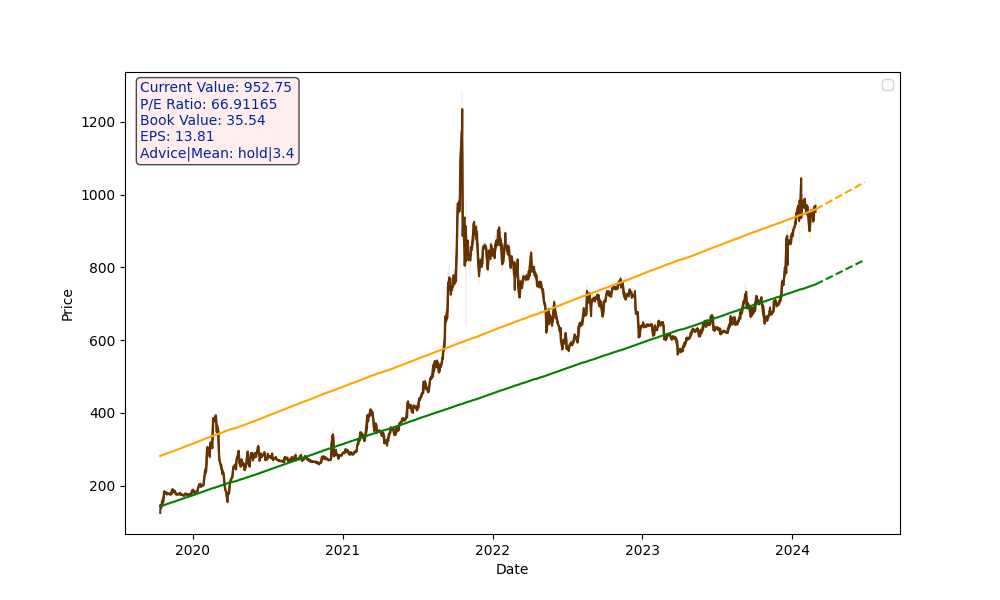 Current Value: 952.75
P/E Ratio: 66.91165
Book Value: 35.54
EPS: 13.81
Advice|Mean: hold|3.4
1200
1000
800
600
400
200
Price
2020 2021 2022 2023 2024
Date